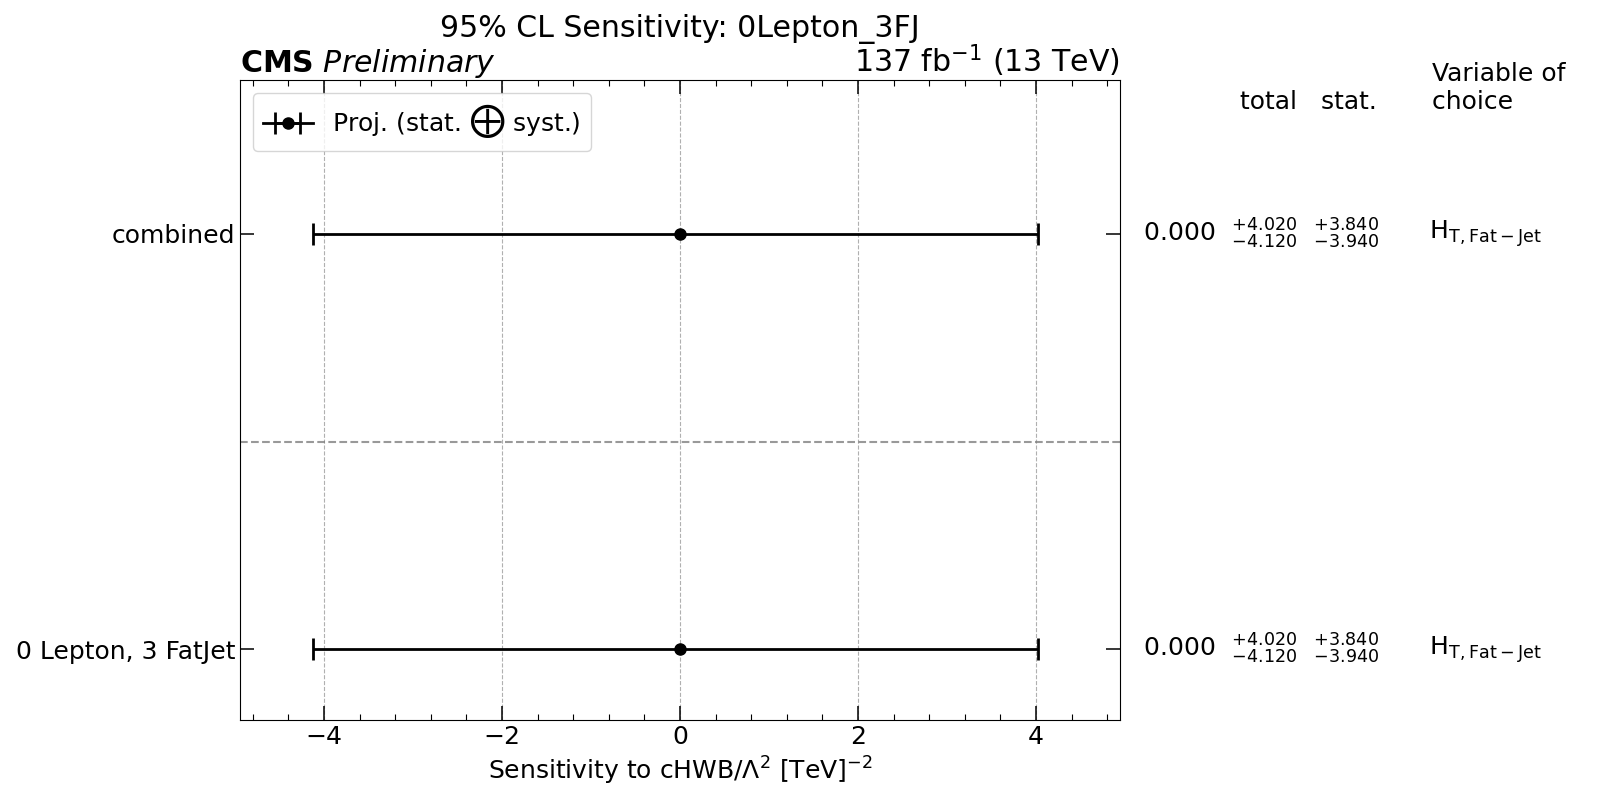 95% CL Sensitivity: 0Lepton_3FJ
CMS Preliminary 137 fb⁻¹ (13 TeV)
Variable of
total stat. choice
Proj. (stat. ⊕ syst.)
combined 0.000 +4.020 −4.120 +3.840 −3.940 H_T, Fat−Jet
0 Lepton, 3 FatJet 0.000 +4.020 −4.120 +3.840 −3.940 H_T, Fat−Jet
−4 −2 0 2 4
Sensitivity to cHWB/Λ² [TeV]⁻²